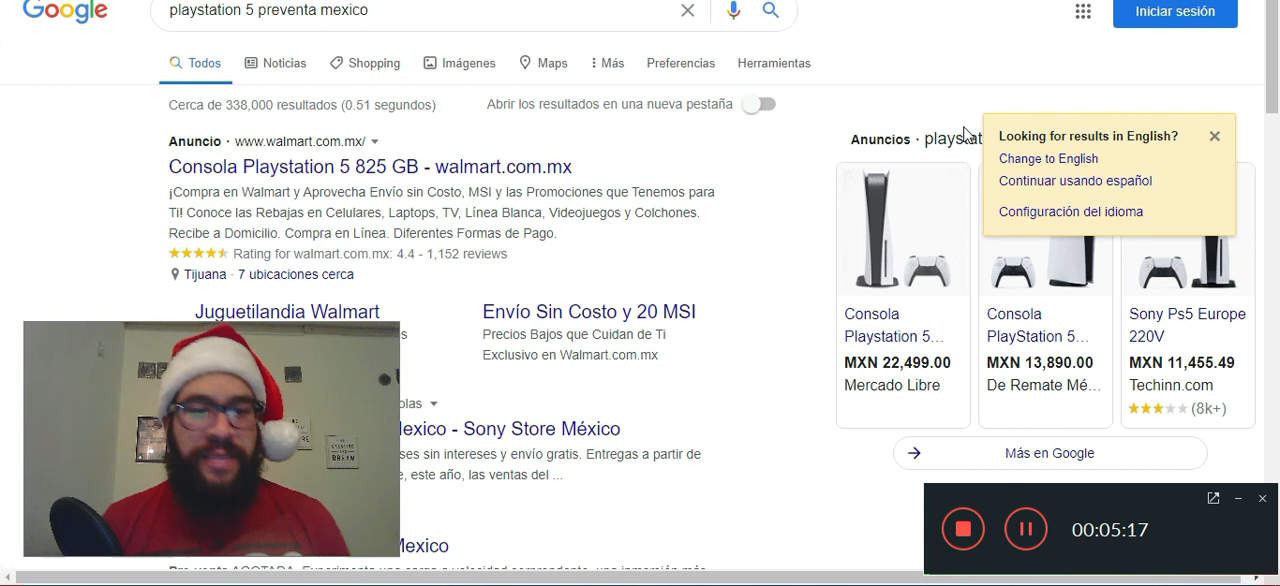 Google
playstation 5 preventa mexico
Iniciar sesión
Todos
Noticias
Shopping
Imágenes
Maps
Más
Preferencias
Herramientas
Cerca de 338,000 resultados (0.51 segundos)
Abrir los resultados en una nueva pestaña
Anuncio · www.walmart.com.mx/
Consola Playstation 5 825 GB - walmart.com.mx
¡Compra en Walmart y Aprovecha Envío sin Costo, MSI y las Promociones que Tenemos para
Ti! Conoce las Rebajas en Celulares, Laptops, TV, Línea Blanca, Videojuegos y Colchones.
Recibe a Domicilio. Compra en Línea. Diferentes Formas de Pago.
Rating for walmart.com.mx: 4.4 - 1,152 reviews
Tijuana · 7 ubicaciones cerca
Juguetilandia Walmart
Envío Sin Costo y 20 MSI
Precios Bajos que Cuidan de Ti
Exclusivo en Walmart.com.mx
olas
Mexico - Sony Store México
ses sin intereses y envío gratis. Entregas a partir de
e, este año, las ventas del ...
Mexico
Anuncios · playstat
Looking for results in English?
Change to English
Continuar usando español
Configuración del idioma
Consola
Playstation 5...
MXN 22,499.00
Mercado Libre
Consola
PlayStation 5...
MXN 13,890.00
De Remate Mé...
Sony Ps5 Europe
220V
MXN 11,455.49
Techinn.com
(8k+)
Más en Google
00:05:17
DREAM